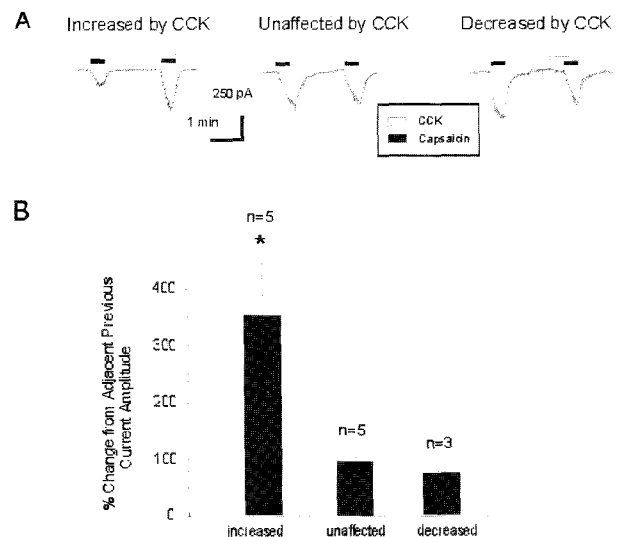 A
Increased by CCK
Unaffected by CCK
Decreased by CCK
250 pA
1 min
CCK
Capsaicin
B
n=5
*
% Change from Adjacent Previous
Current Amplitude
400
300
200
100
0
n=5
n=3
increased
unaffected
decreased